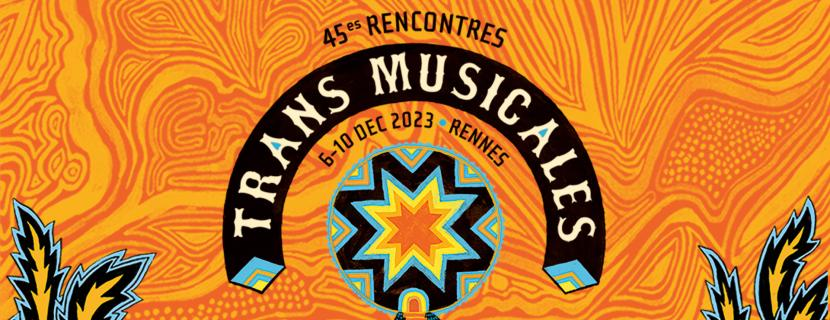 45es RENCONTRES
TRANS MUSICALES
6-10 DEC 2023 • RENNES